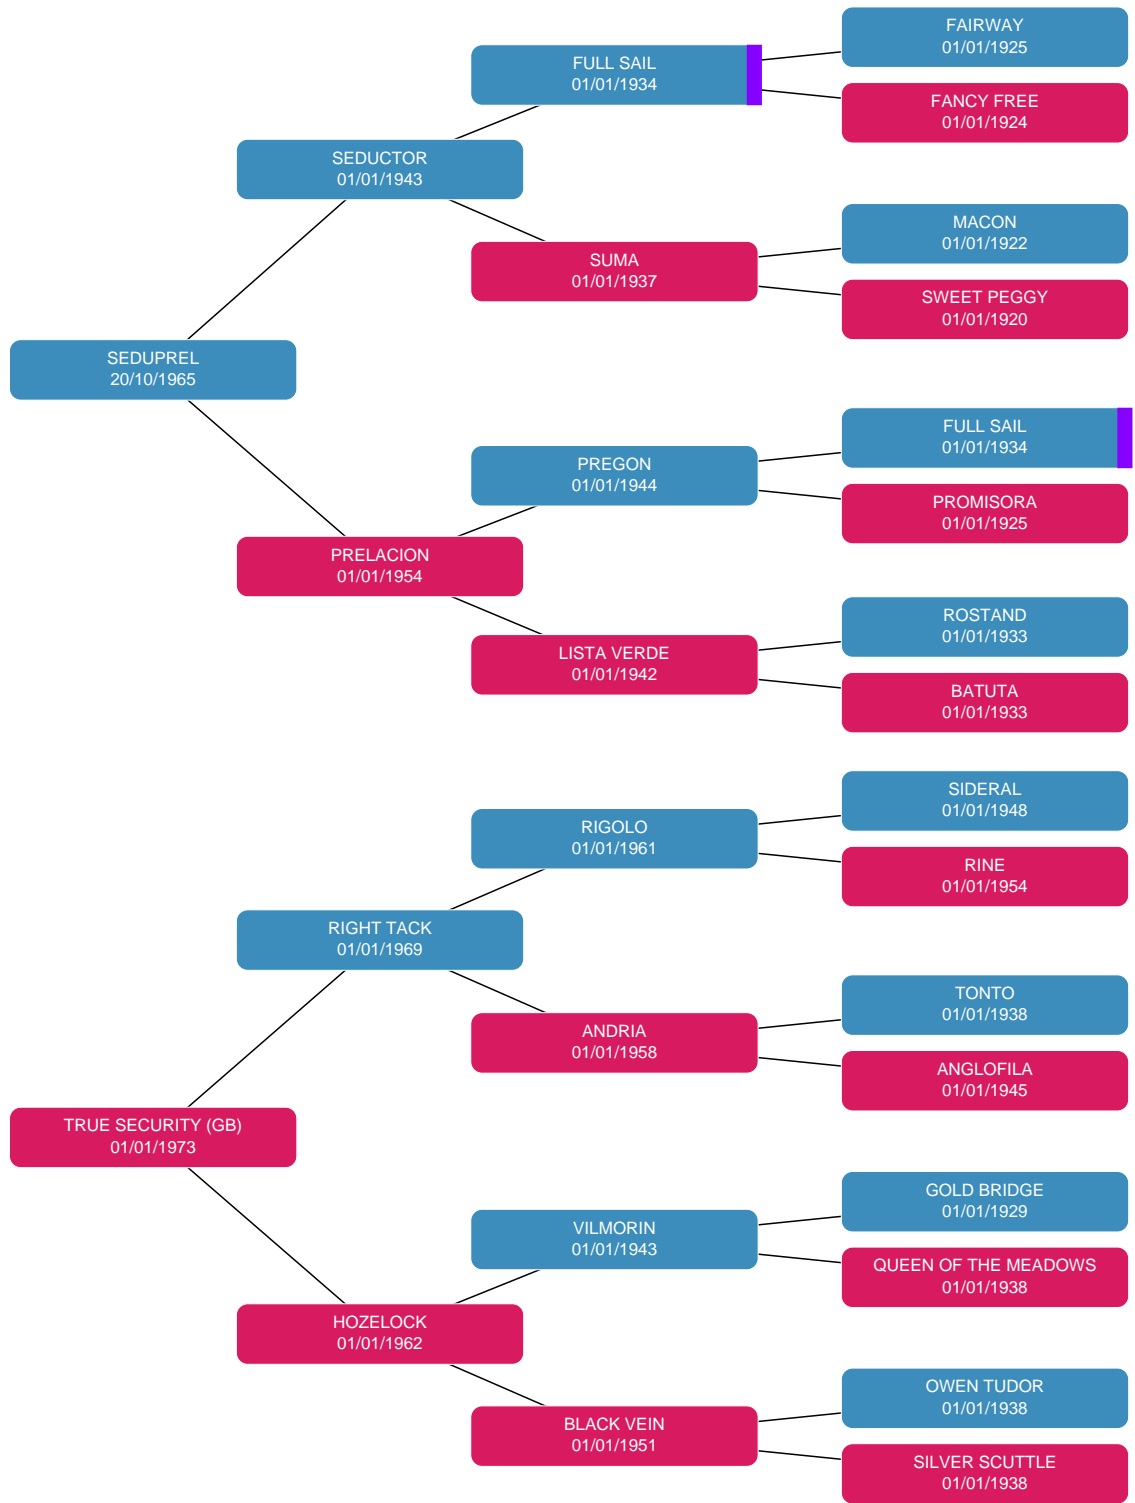 FAIRWAY
01/01/1925
FULL SAIL
01/01/1934
FANCY FREE
01/01/1924
SEDUCTOR
01/01/1943
MACON
01/01/1922
SUMA
01/01/1937
SWEET PEGGY
01/01/1920
SEDUPREL
20/10/1965
FULL SAIL
01/01/1934
PREGON
01/01/1944
PROMISORA
01/01/1925
PRELACION
01/01/1954
ROSTAND
01/01/1933
LISTA VERDE
01/01/1942
BATUTA
01/01/1933
SIDERAL
01/01/1948
RIGOLO
01/01/1961
RINE
01/01/1954
RIGHT TACK
01/01/1969
TONTO
01/01/1938
ANDRIA
01/01/1958
ANGLOFILA
01/01/1945
TRUE SECURITY (GB)
01/01/1973
GOLD BRIDGE
01/01/1929
VILMORIN
01/01/1943
QUEEN OF THE MEADOWS
01/01/1938
HOZELOCK
01/01/1962
OWEN TUDOR
01/01/1938
BLACK VEIN
01/01/1951
SILVER SCUTTLE
01/01/1938